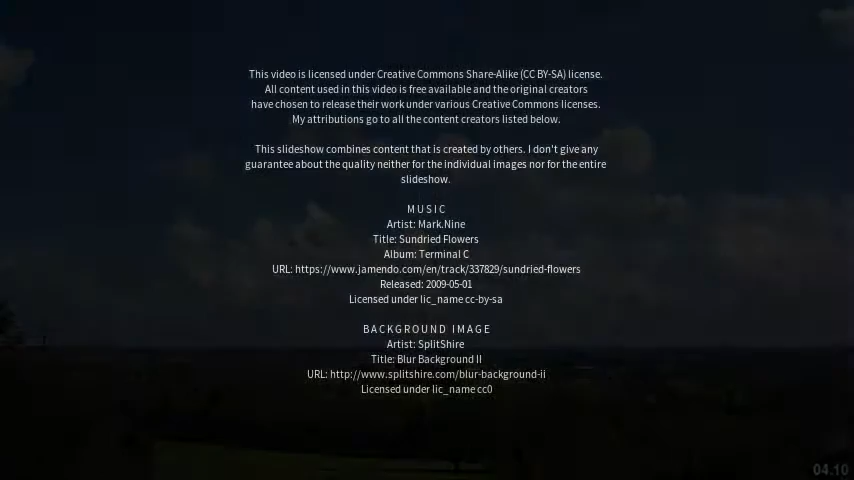 This video is licensed under Creative Commons Share-Alike (CC BY-SA) license.
All content used in this video is free available and the original creators
have chosen to release their work under various Creative Commons licenses.
My attributions go to all the content creators listed below.
This slideshow combines content that is created by others. I don't give any
guarantee about the quality neither for the individual images nor for the entire
slideshow.
MUSIC
Artist: Mark.Nine
Title: Sundried Flowers
Album: Terminal C
URL: https://www.jamendo.com/en/track/337829/sundried-flowers
Released: 2009-05-01
Licensed under lic_name cc-by-sa
BACKGROUND IMAGE
Artist: SplitShire
Title: Blur Background II
URL: http://www.splitshire.com/blur-background-ii
Licensed under lic_name cc0
04.10